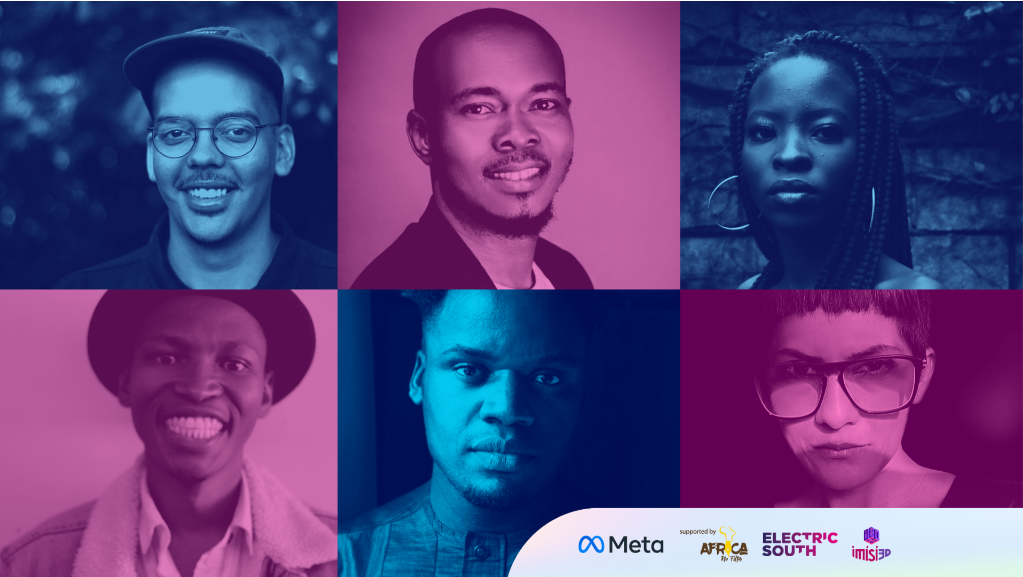 Meta
supported by
AFRICA
No Filter
ELECTRIC
SOUTH
imisi3D